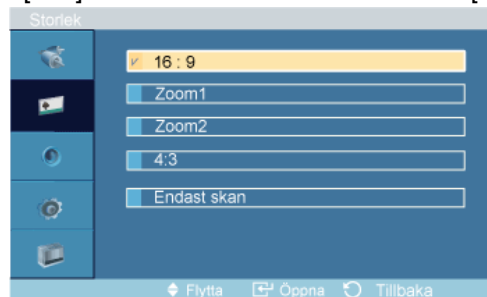 Storlek
16 : 9
Zoom1
Zoom2
4:3
Endast skan
Flytta Öppna Tillbaka